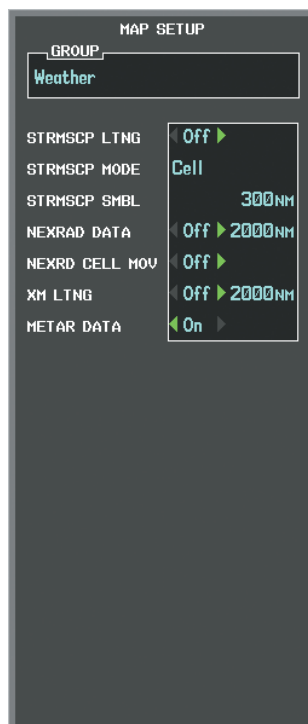 MAP SETUP
GROUP
Weather
STRMSCP LTNG Off
STRMSCP MODE Cell
STRMSCP SMBL 300NM
NEXRAD DATA Off 2000NM
NEXRD CELL MOV Off
XM LTNG Off 2000NM
METAR DATA On